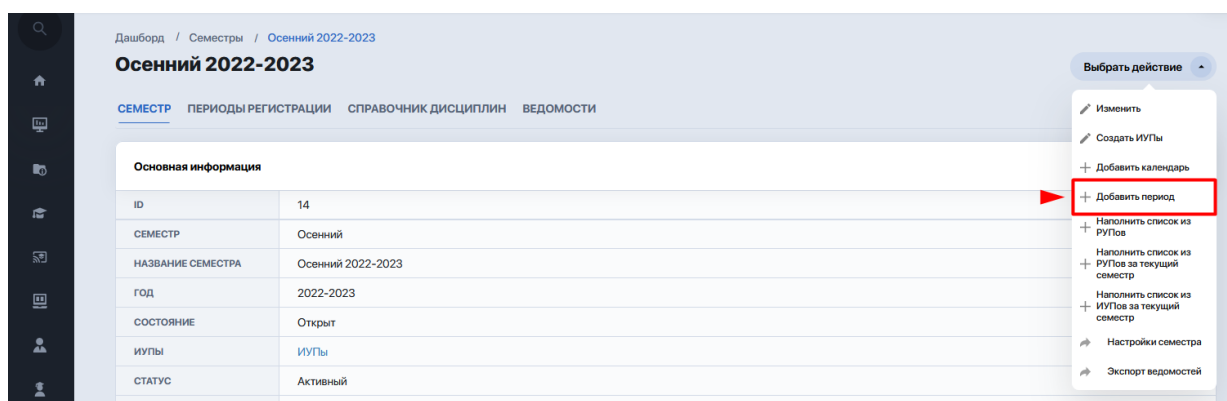 Дашборд / Семестры / Осенний 2022-2023
Осенний 2022-2023
Выбрать действие
СЕМЕСТР ПЕРИОДЫ РЕГИСТРАЦИИ СПРАВОЧНИК ДИСЦИПЛИН ВЕДОМОСТИ
Основная информация
ID 14
СЕМЕСТР Осенний
НАЗВАНИЕ СЕМЕСТРА Осенний 2022-2023
ГОД 2022-2023
СОСТОЯНИЕ Открыт
ИУПЫ ИУПы
СТАТУС Активный
Изменить
Создать ИУПы
Добавить календарь
Добавить период
Наполнить список из
РУПов
Наполнить список из
РУПов за текущий
семестр
Наполнить список из
ИУПов за текущий
семестр
Настройки семестра
Экспорт ведомостей